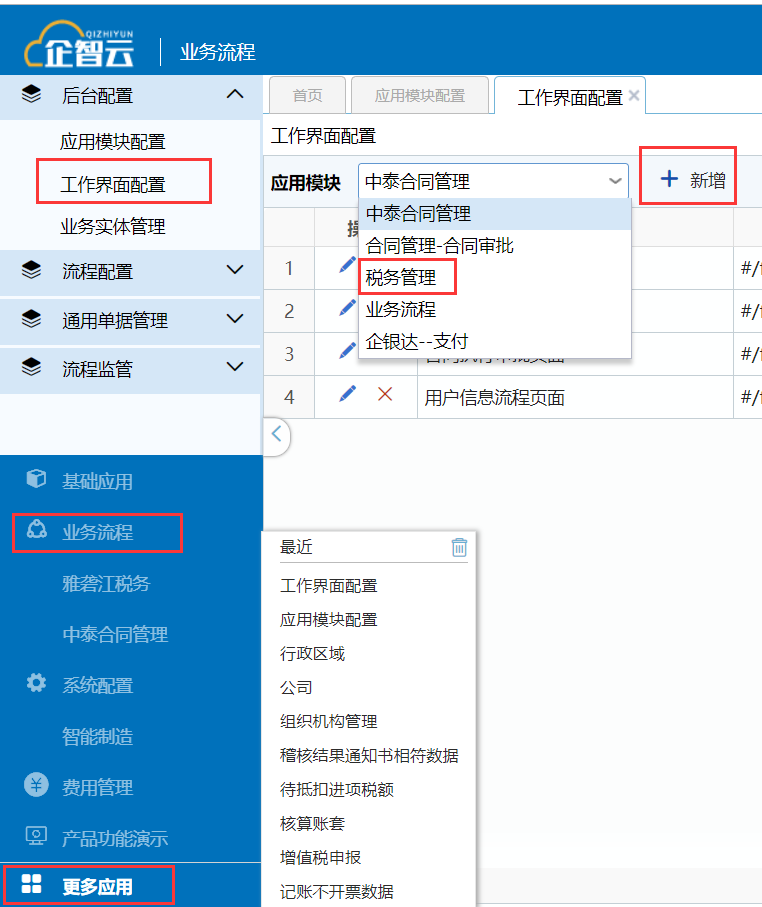 QIZHIYUN
企智云
业务流程
后台配置
应用模块配置
工作界面配置
业务实体管理
流程配置
通用单据管理
流程监管
首页
应用模块配置
工作界面配置
工作界面配置
应用模块
中泰合同管理
新增
中泰合同管理
合同管理-合同审批
税务管理
业务流程
企银达--支付
1
#/
2
#/
3
#/
4
用户信息流程页面
#/
基础应用
业务流程
雅砻江税务
中泰合同管理
系统配置
智能制造
费用管理
产品功能演示
更多应用
最近
工作界面配置
应用模块配置
行政区域
公司
组织机构管理
稽核结果通知书相符数据
待抵扣进项税额
核算账套
增值税申报
记账不开票数据